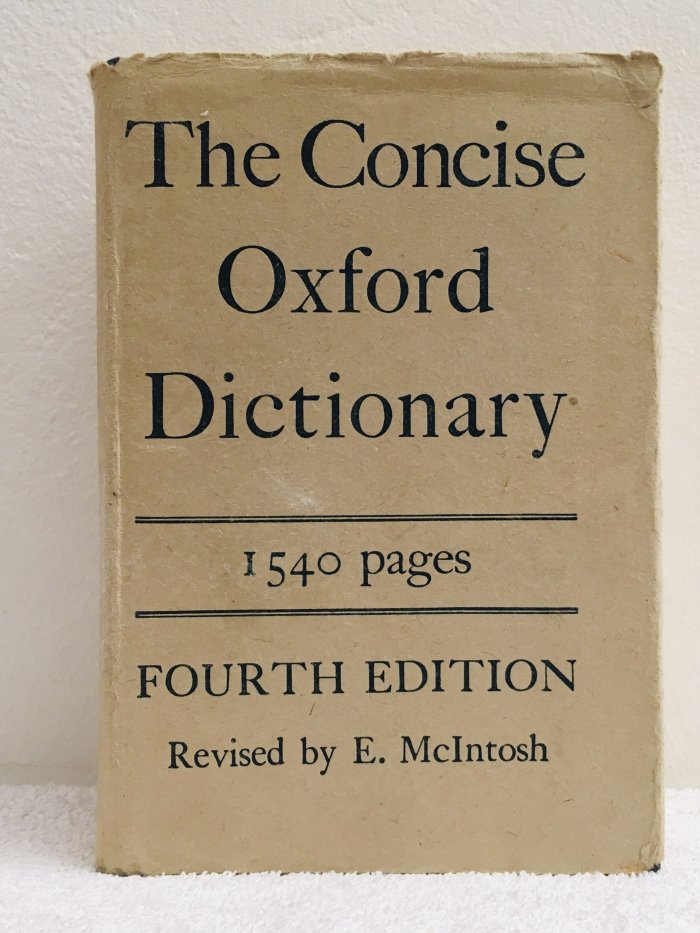 The Concise
Oxford
Dictionary
1540 pages
FOURTH EDITION
Revised by E. McIntosh